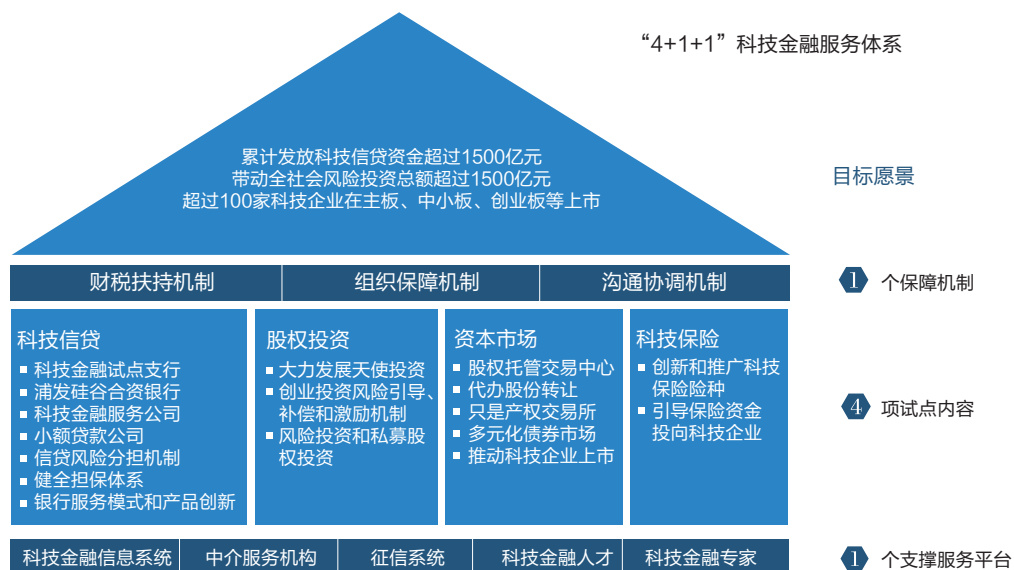 “4+1+1”科技金融服务体系
累计发放科技信贷资金超过1500亿元
带动全社会风险投资总额超过1500亿元
超过100家科技企业在主板、中小板、创业板等上市
目标愿景
财税扶持机制
组织保障机制
沟通协调机制
1 个保障机制
科技信贷
■ 科技金融试点支行
■ 浦发硅谷合资银行
■ 科技金融服务公司
■ 小额贷款公司
■ 信贷风险分担机制
■ 健全担保体系
■ 银行服务模式和产品创新
股权投资
■ 大力发展天使投资
■ 创业投资风险引导、
补偿和激励机制
■ 风险投资和私募股
权投资
资本市场
■ 股权托管交易中心
■ 代办股份转让
■ 只是产权交易所
■ 多元化债券市场
■ 推动科技企业上市
科技保险
■ 创新和推广科技
保险险种
■ 引导保险资金
投向科技企业
4 项试点内容
科技金融信息系统
中介服务机构
征信系统
科技金融人才
科技金融专家
1 个支撑服务平台